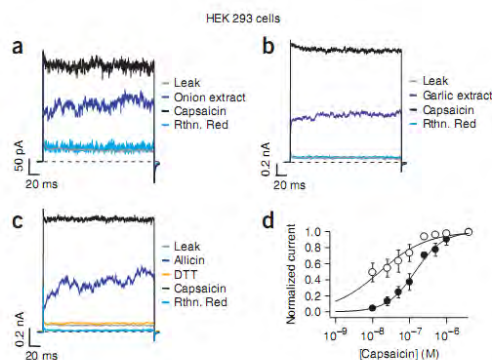 HEK 293 cells
a
Leak
Onion extract
Capsaicin
Rthn. Red
50 pA
20 ms
b
Leak
Garlic extract
Capsaicin
Rthn. Red
0.2 nA
20 ms
c
Leak
Allicin
DTT
Capsaicin
Rthn. Red
0.2 nA
20 ms
d
Normalized current
1.0
0.8
0.6
0.4
0.2
0.0
10⁻⁹ 10⁻⁸ 10⁻⁷ 10⁻⁶
[Capsaicin] (M)